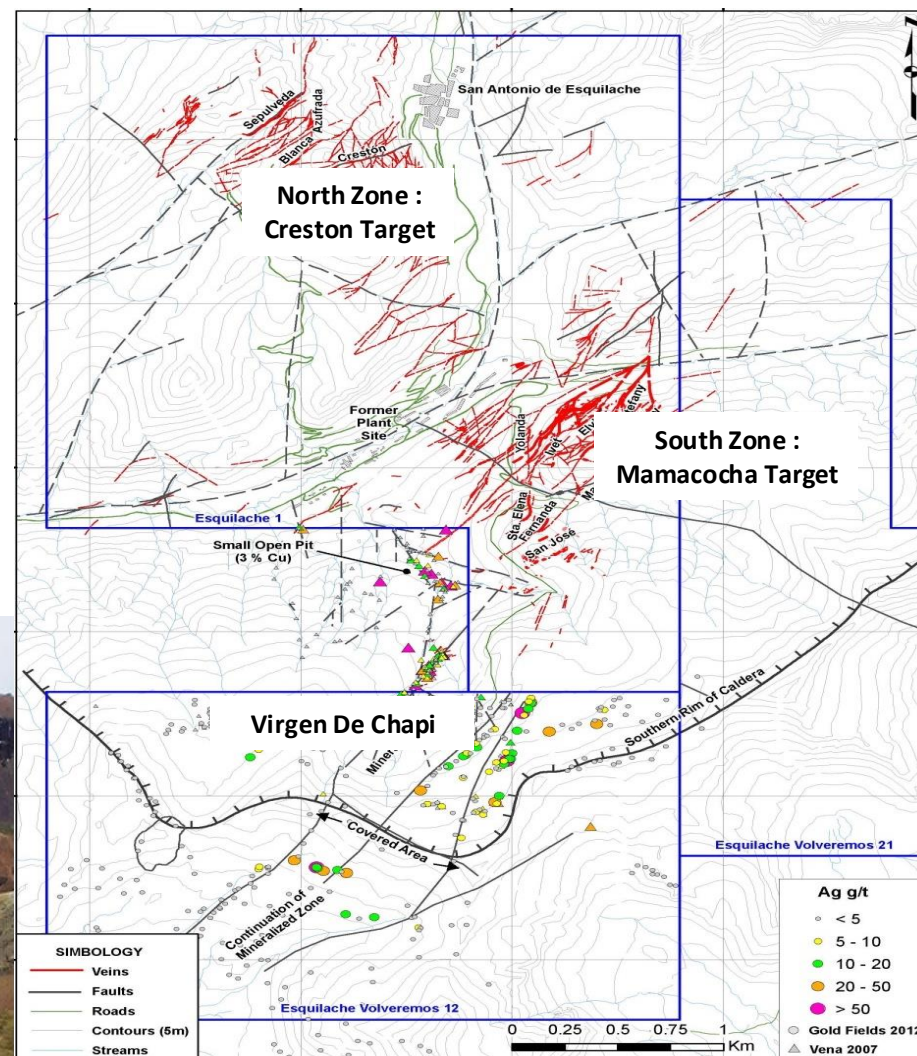 San Antonio de Esquilache
Sepulveda
Blanca
Azufrada
Creston
North Zone :
Creston Target
Former
Plant
Site
Yolanda
Ivet
South Zone :
Mamacocha Target
Sta. Elena
Fernanda
San José
Esquilache 1
Small Open Pit
(3 % Cu)
Virgen De Chapi
Southern Rim of Caldera
Covered Area
Continuation of
Mineralized Zone
Esquilache Volveremos 21
Esquilache Volveremos 12
SIMBOLOGY
Veins
Faults
Roads
Contours (5m)
Streams
Ag g/t
< 5
5 - 10
10 - 20
20 - 50
> 50
Gold Fields 2012
Vena 2007
0 0.25 0.5 1
Km